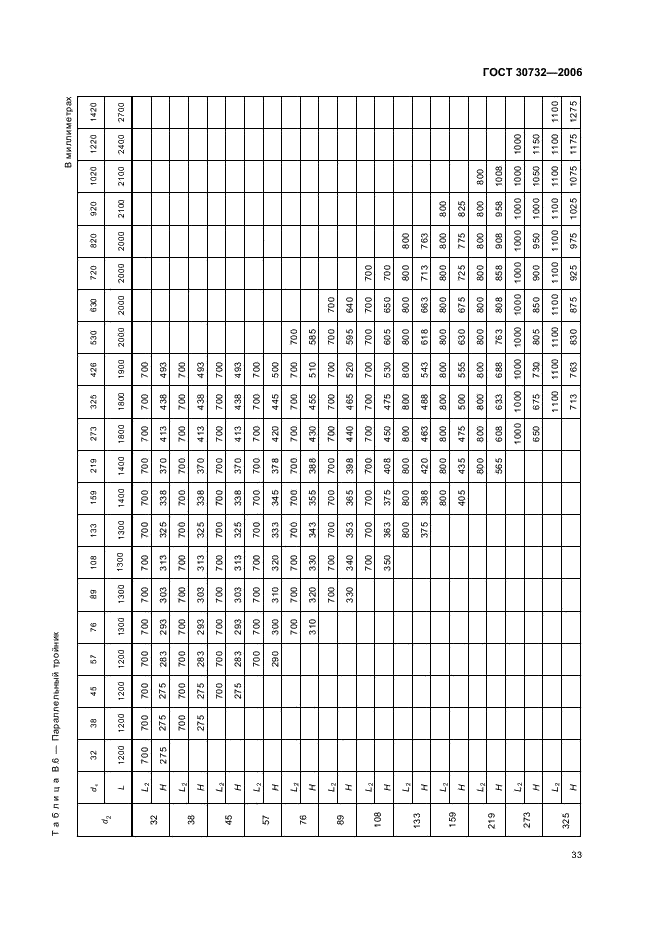 ГОСТ 30732—2006
Таблица В.6 — Параллельный тройник
В миллиметрах
d₂ d₁ 32 38 45 57 76 89 108 133 159 219 273 325 426 530 630 720 820 920 1020 1220 1420
L 1200 1200 1200 1200 1300 1300 1300 1300 1400 1400 1800 1800 1900 2000 2000 2000 2000 2100 2100 2400 2700
32 L₂ 700 700 700 700 700 700 700 700 700 700 700 700 700
H 275 275 275 283 293 303 313 325 338 370 413 438 493
38 L₂ 700 700 700 700 700 700 700 700 700 700 700 700
H 275 275 283 293 303 313 325 338 370 413 438 493
45 L₂ 700 700 700 700 700 700 700 700 700 700 700
H 275 283 293 303 313 325 338 370 413 438 493
57 L₂ 700 700 700 700 700 700 700 700 700 700
H 290 300 310 320 333 345 378 420 445 500
76 L₂ 700 700 700 700 700 700 700 700 700 700
H 310 320 330 343 355 388 430 455 510 585
89 L₂ 700 700 700 700 700 700 700 700 700 700
H 330 340 353 365 398 440 465 520 595 640
108 L₂ 700 700 700 700 700 700 700 700 700 700
H 350 363 375 408 450 475 530 605 650 700
133 L₂ 800 800 800 800 800 800 800 800 800 800
H 375 388 420 463 488 543 618 663 713 763
159 L₂ 800 800 800 800 800 800 800 800 800 800
H 405 435 475 500 555 630 675 725 775 825
219 L₂ 800 800 800 800 800 800 800 800 800 800
H 565 608 633 688 763 808 858 908 958 1008
273 L₂ 1000 1000 1000 1000 1000 1000 1000 1000 1000 1000
H 650 675 730 805 850 900 950 1000 1050 1150
325 L₂ 1100 1100 1100 1100 1100 1100 1100 1100 1100 1100
H 713 763 830 875 925 975 1025 1075 1175 1275
33